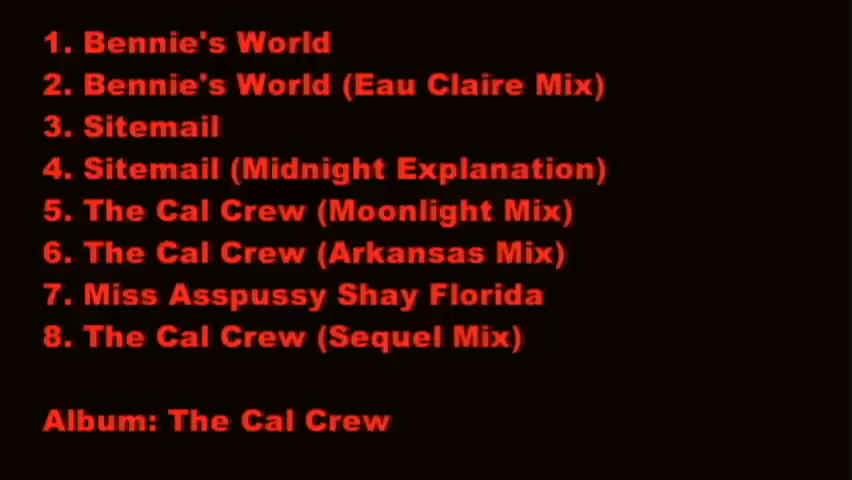 1. Bennie's World
2. Bennie's World (Eau Claire Mix)
3. Sitemail
4. Sitemail (Midnight Explanation)
5. The Cal Crew (Moonlight Mix)
6. The Cal Crew (Arkansas Mix)
7. Miss Asspussy Shay Florida
8. The Cal Crew (Sequel Mix)
Album: The Cal Crew